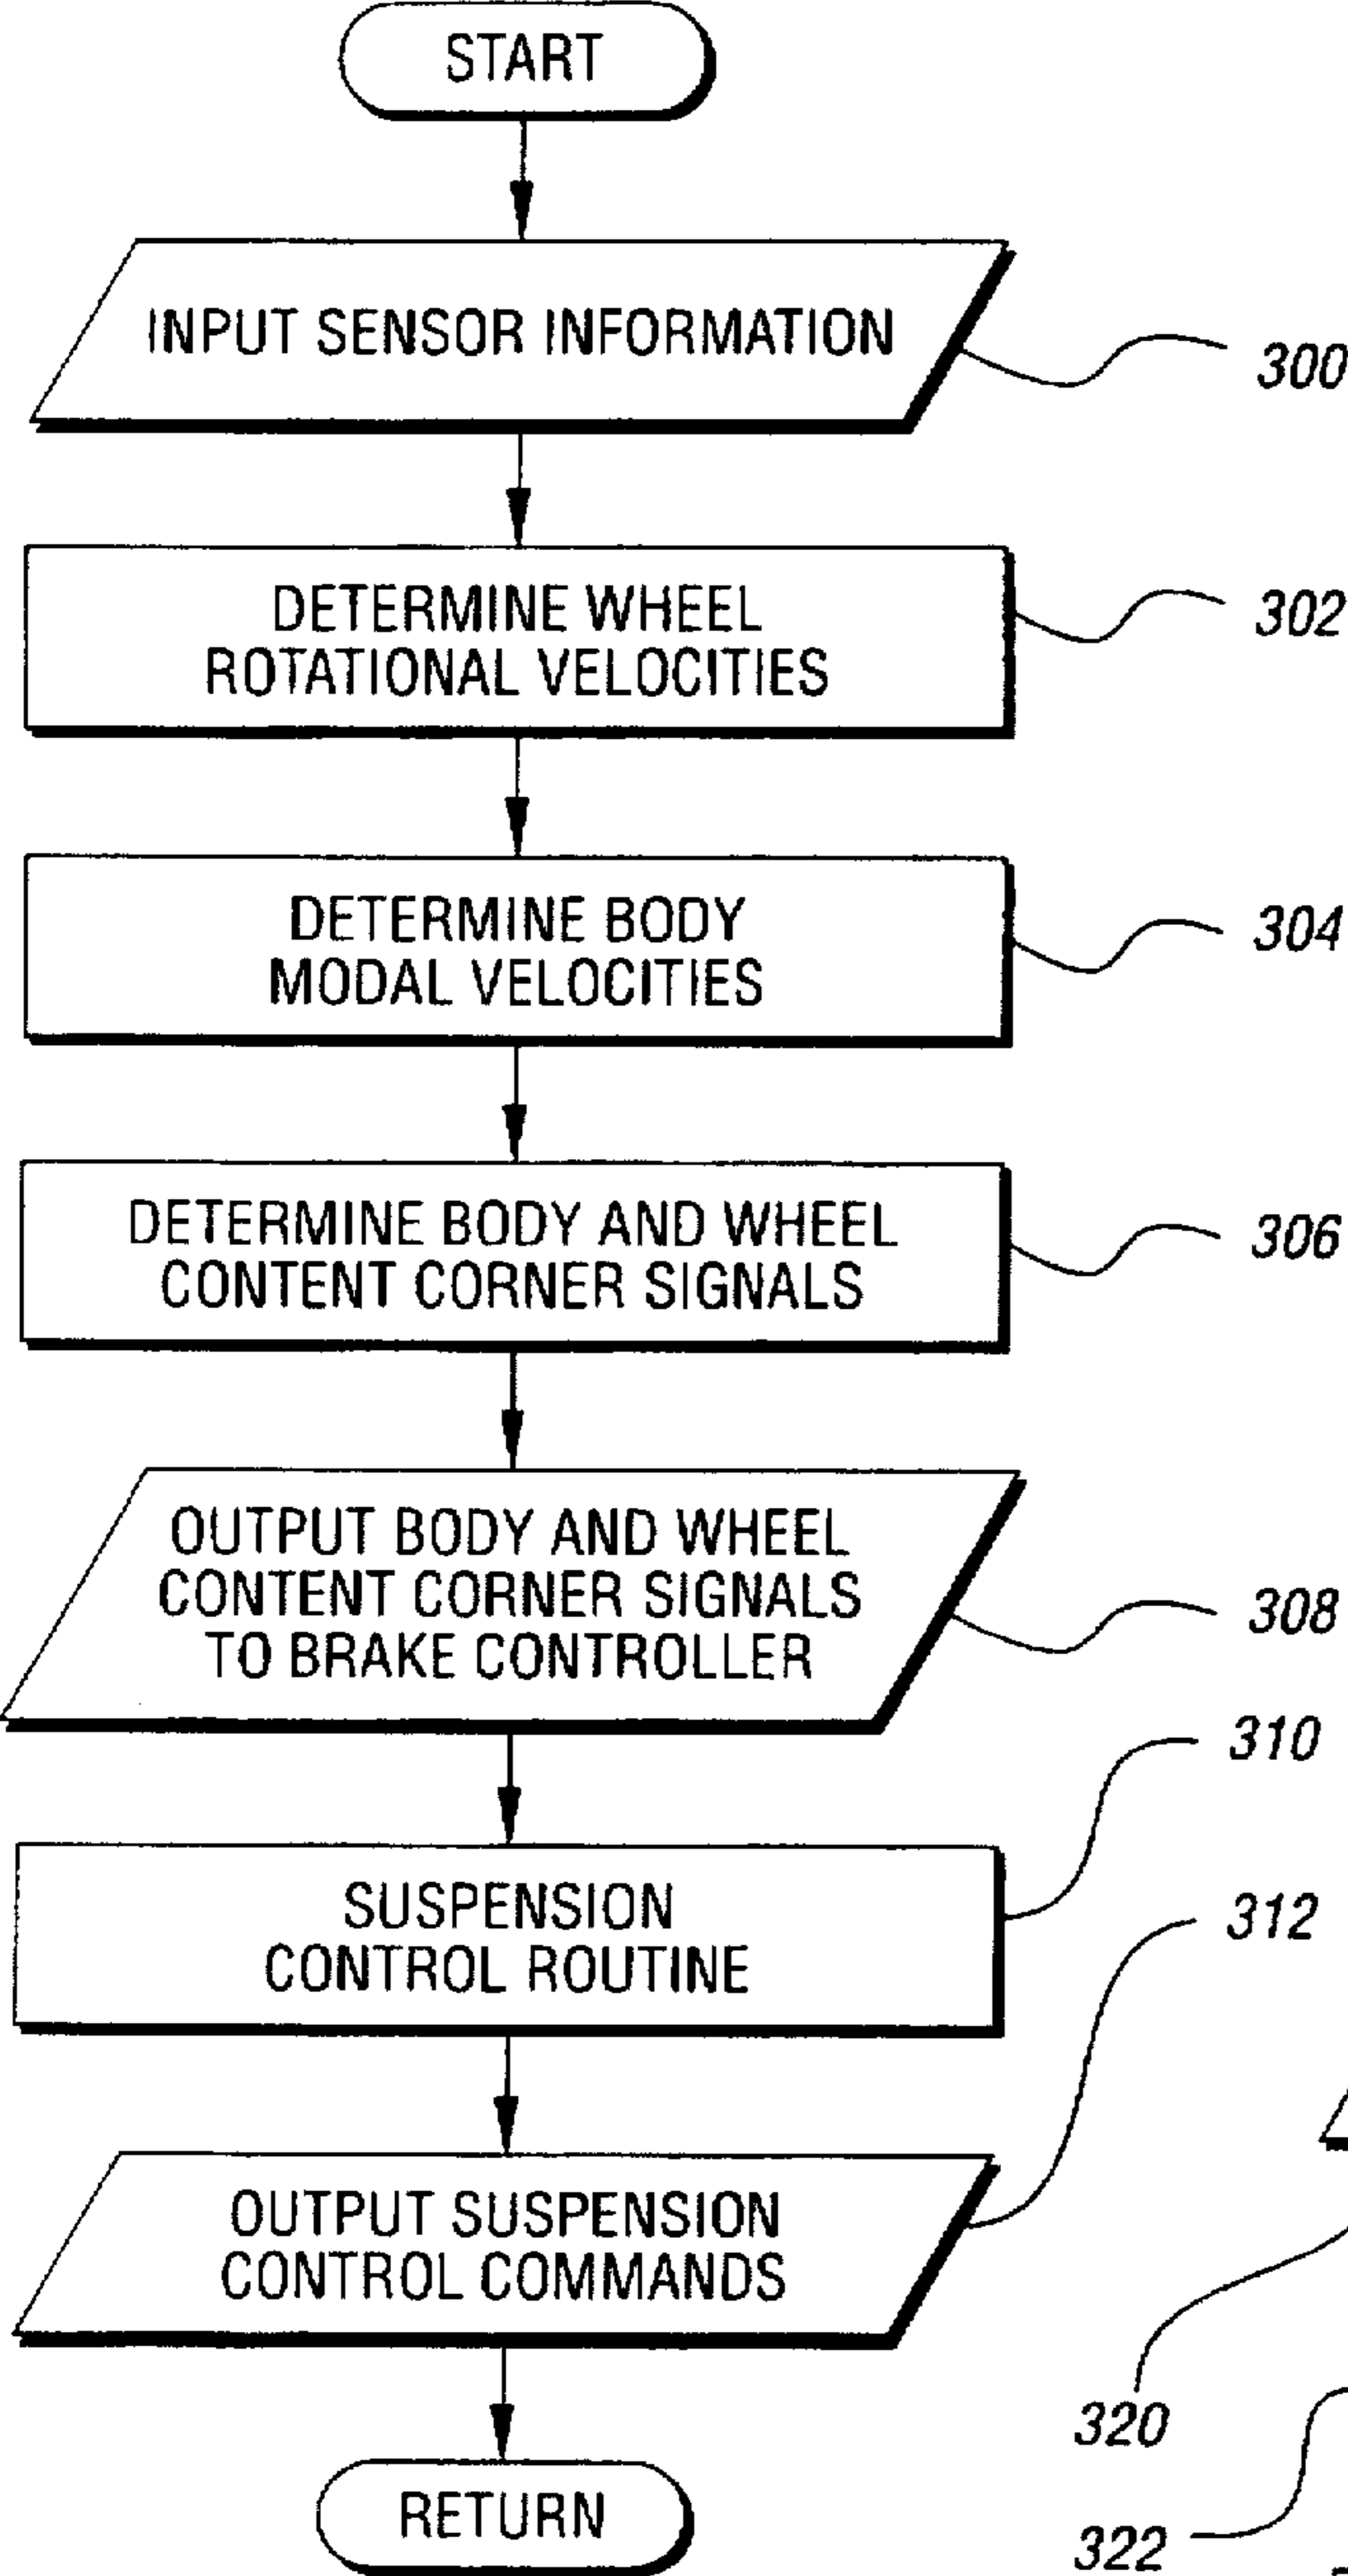 START
INPUT SENSOR INFORMATION
300
DETERMINE WHEEL
ROTATIONAL VELOCITIES
302
DETERMINE BODY
MODAL VELOCITIES
304
DETERMINE BODY AND WHEEL
CONTENT CORNER SIGNALS
306
OUTPUT BODY AND WHEEL
CONTENT CORNER SIGNALS
TO BRAKE CONTROLLER
308
310
SUSPENSION
CONTROL ROUTINE
312
OUTPUT SUSPENSION
CONTROL COMMANDS
320
RETURN
322